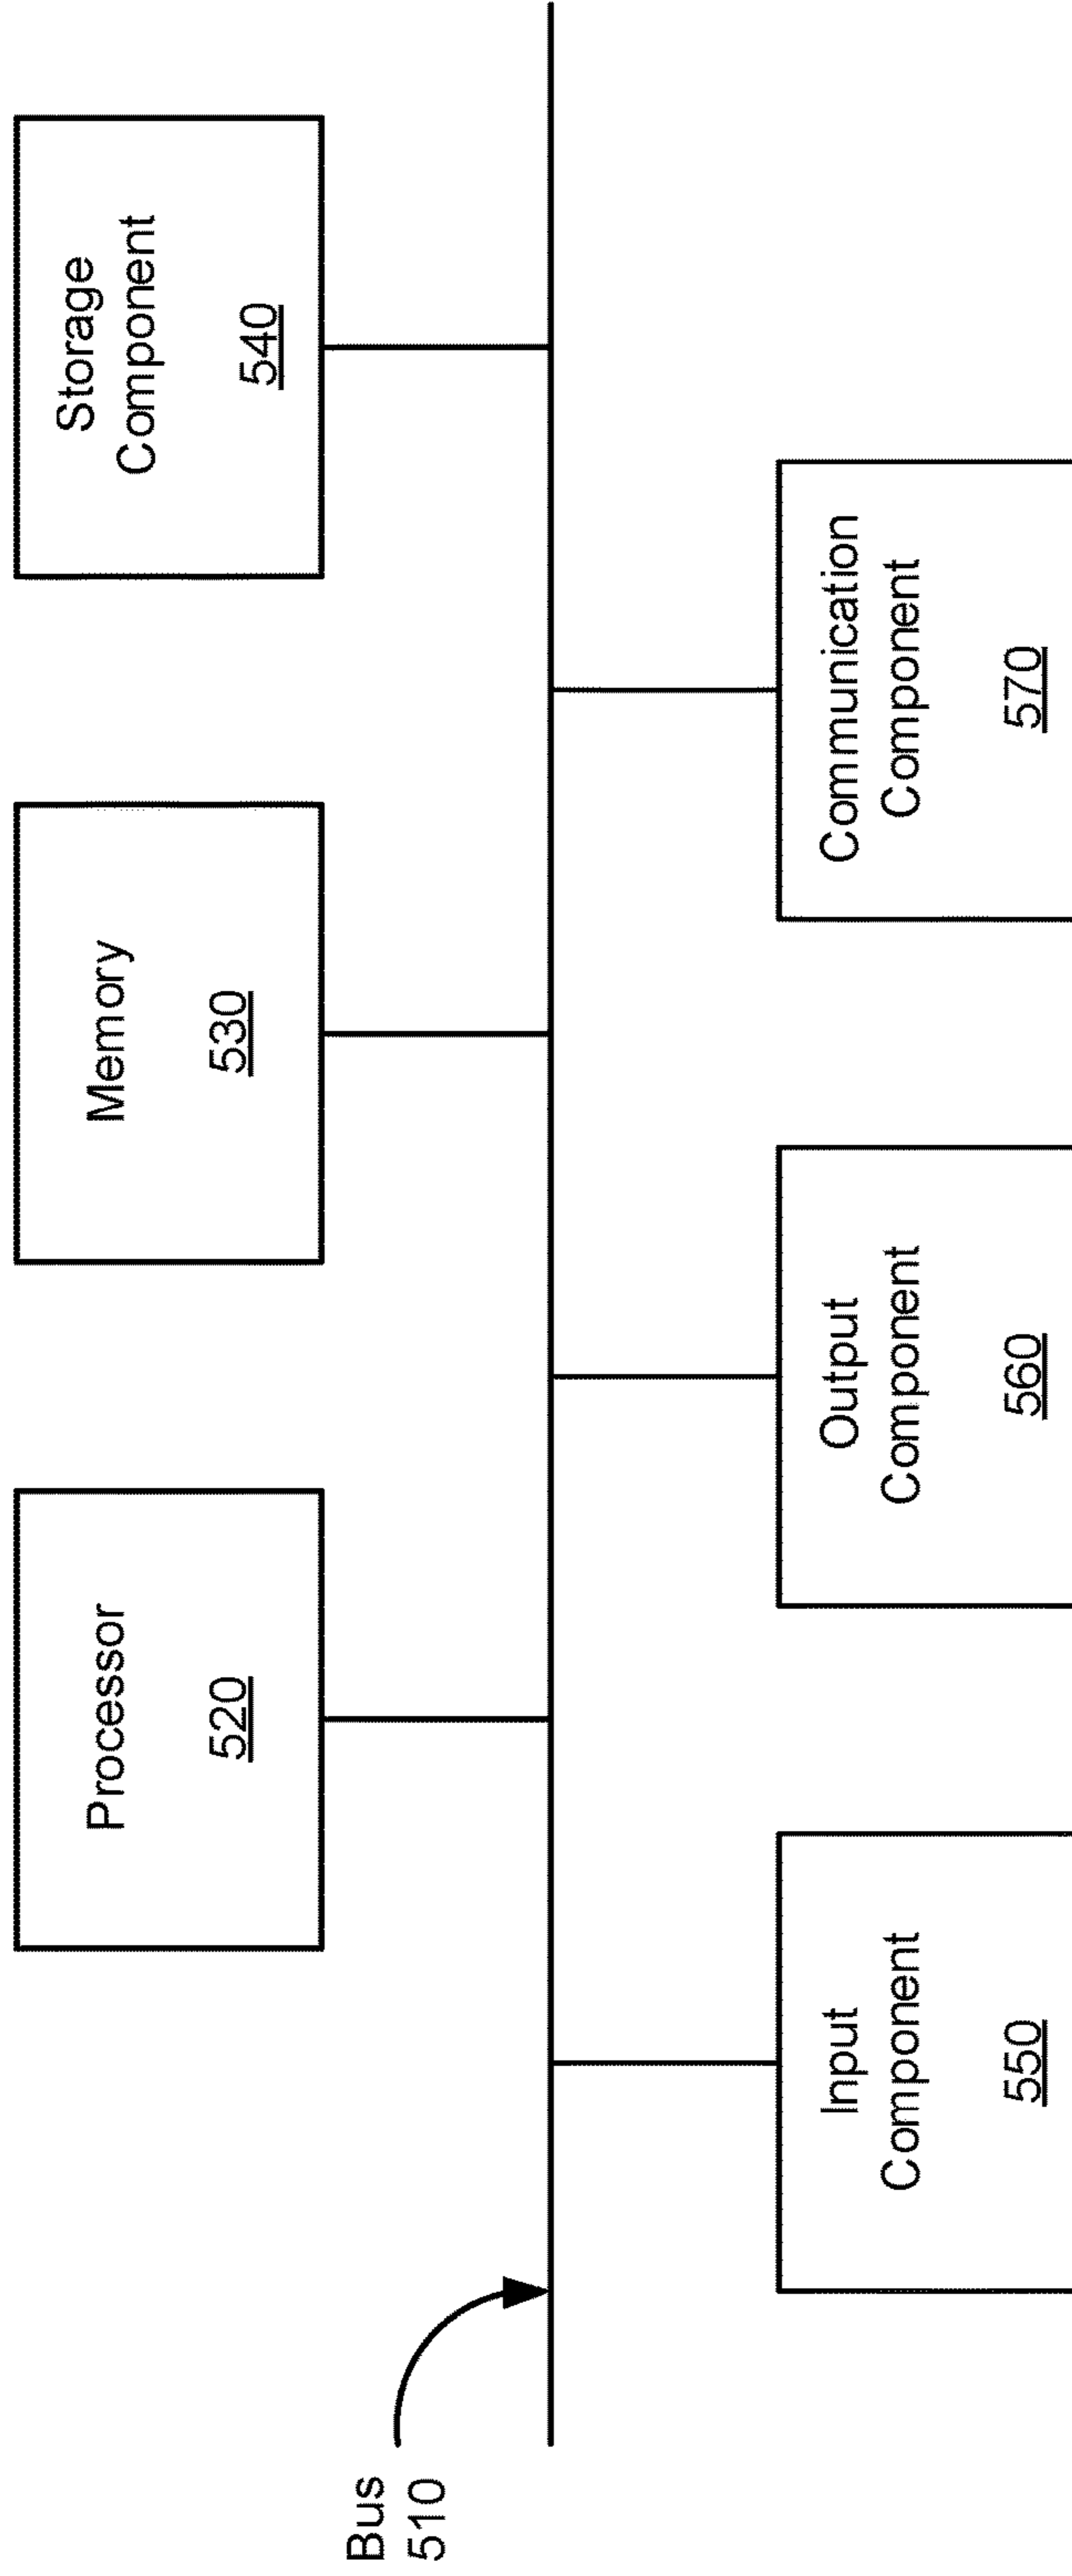 Processor
520
Memory
530
Storage
Component
540
Bus
510
Input
Component
550
Output
Component
560
Communication
Component
570